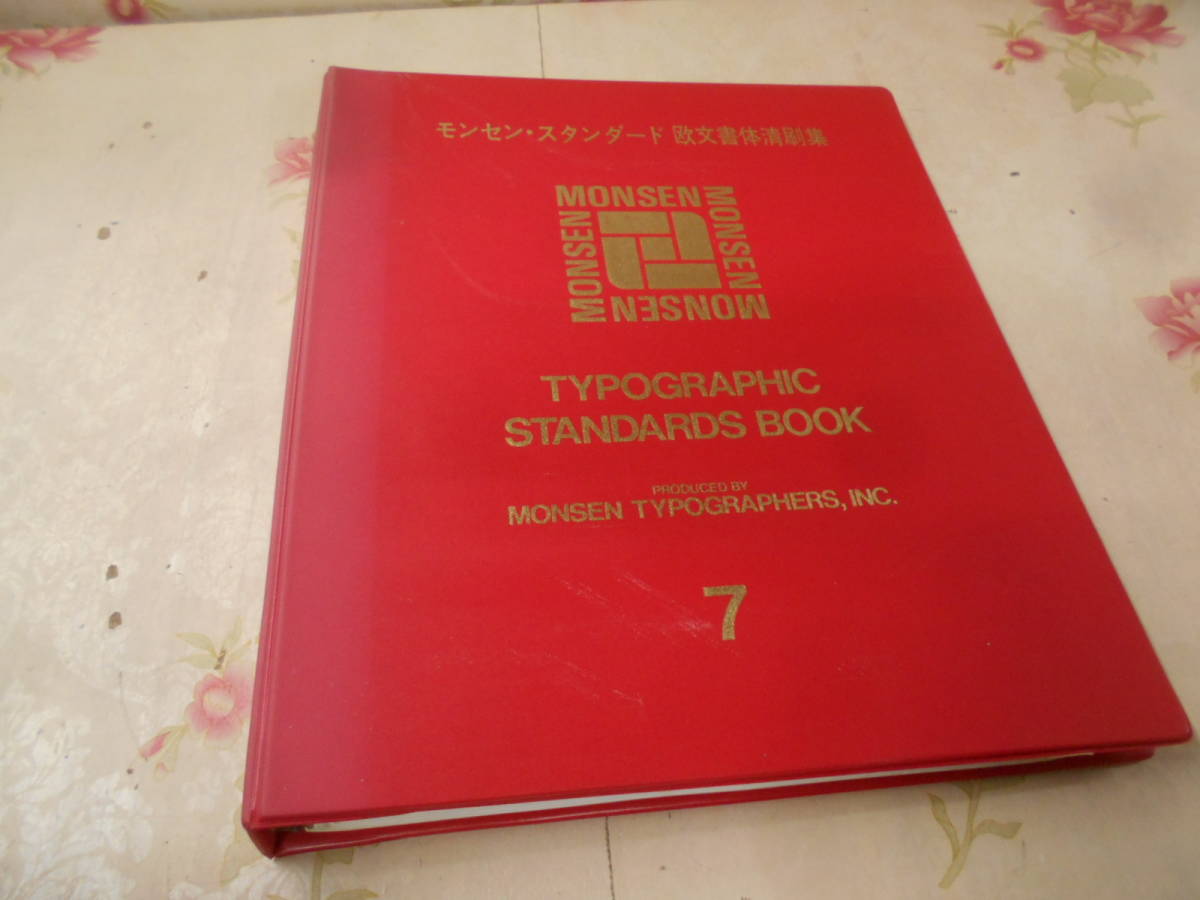 モンセン・スタンダード 欧文書体清刷集
MONSEN
MONSEN
MONSEN
MONSEN
TYPOGRAPHIC
STANDARDS BOOK
PRODUCED BY
MONSEN TYPOGRAPHERS, INC.
7